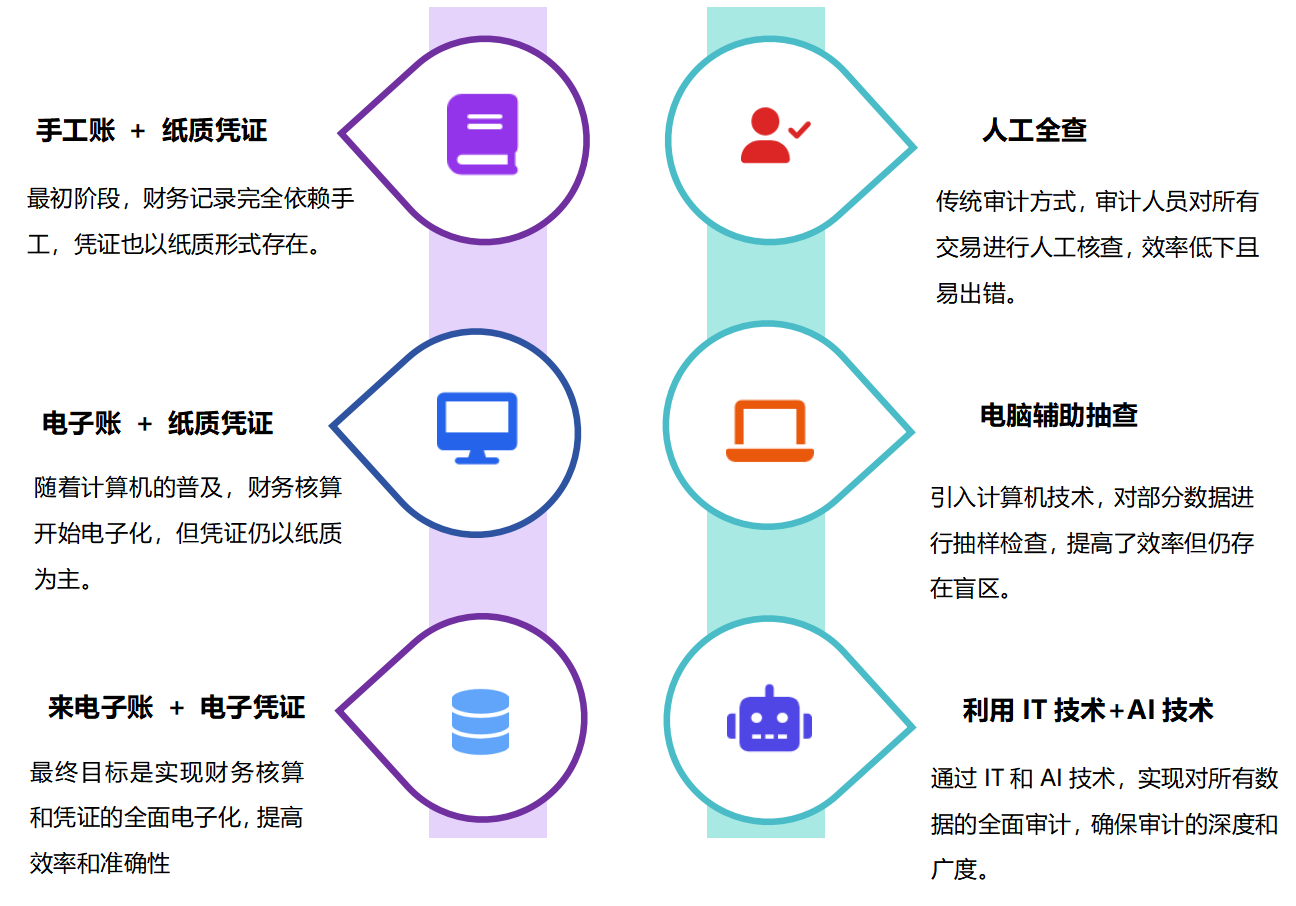 手工账 + 纸质凭证
最初阶段，财务记录完全依赖手
工，凭证也以纸质形式存在。
电子账 + 纸质凭证
随着计算机的普及，财务核算
开始电子化，但凭证仍以纸质
为主。
来电子账 + 电子凭证
最终目标是实现财务核算
和凭证的全面电子化，提高
效率和准确性
人工全查
传统审计方式，审计人员对所有
交易进行人工核查，效率低下且
易出错。
电脑辅助抽查
引入计算机技术，对部分数据进
行抽样检查，提高了效率但仍存
在盲区。
利用 IT 技术+AI 技术
通过 IT 和 AI 技术，实现对所有数
据的全面审计，确保审计的深度和
广度。